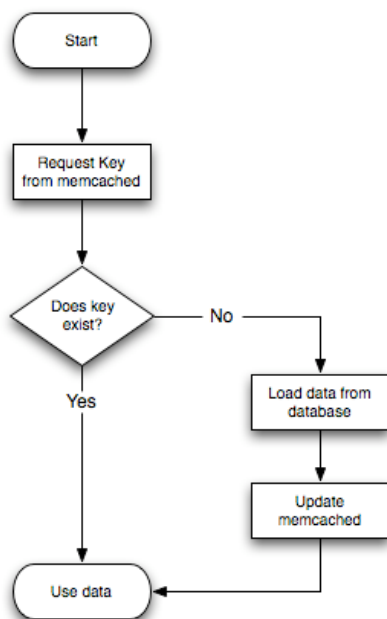 Start
Request Key
from memcached
Does key
exist?
No
Yes
Load data from
database
Update
memcached
Use data